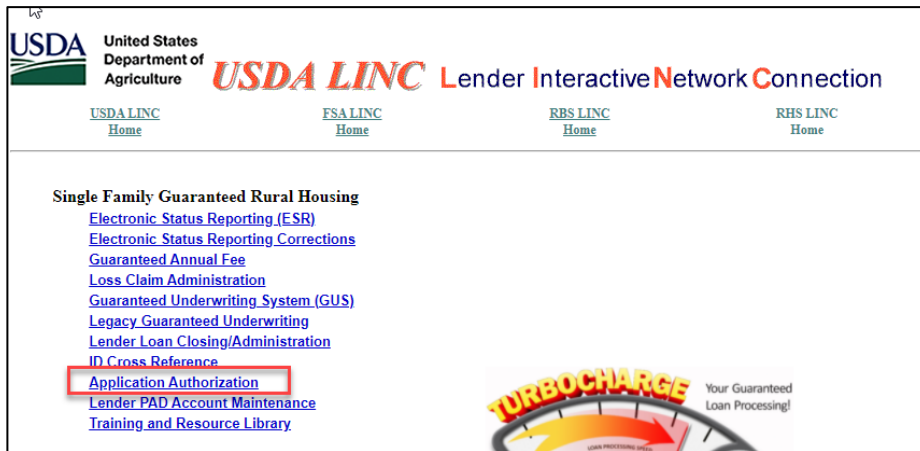 USDA
United States
Department of
Agriculture
USDA LINC Lender Interactive Network Connection
USDA LINC
Home
FSA LINC
Home
RBS LINC
Home
RHS LINC
Home
Single Family Guaranteed Rural Housing
Electronic Status Reporting (ESR)
Electronic Status Reporting Corrections
Guaranteed Annual Fee
Loss Claim Administration
Guaranteed Underwriting System (GUS)
Legacy Guaranteed Underwriting
Lender Loan Closing/Administration
ID Cross Reference
Application Authorization
Lender PAD Account Maintenance
Training and Resource Library
TURBOCHARGE
Your Guaranteed
Loan Processing!
LOAN PROCESSING SPEED